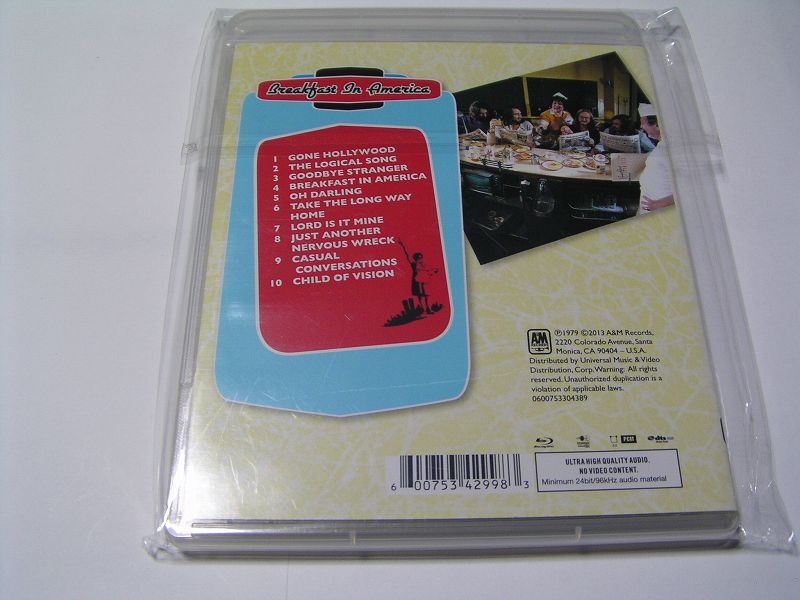 Breakfast In America
1 GONE HOLLYWOOD
2 THE LOGICAL SONG
3 GOODBYE STRANGER
4 BREAKFAST IN AMERICA
5 OH DARLING
6 TAKE THE LONG WAY
HOME
7 LORD IS IT MINE
8 JUST ANOTHER
NERVOUS WRECK
9 CASUAL
CONVERSATIONS
10 CHILD OF VISION
A&M
RECORDS
℗1979 ©2013 A&M Records,
2220 Colorado Avenue, Santa
Monica, CA 90404 – U.S.A.
Distributed by Universal Music & Video
Distribution, Corp. Warning: All rights
reserved. Unauthorized duplication is a
violation of applicable laws.
0600753304389
PCM
dts
ULTRA HIGH QUALITY AUDIO.
NO VIDEO CONTENT.
Minimum 24bit/96kHz audio material
6 00753 42998 3